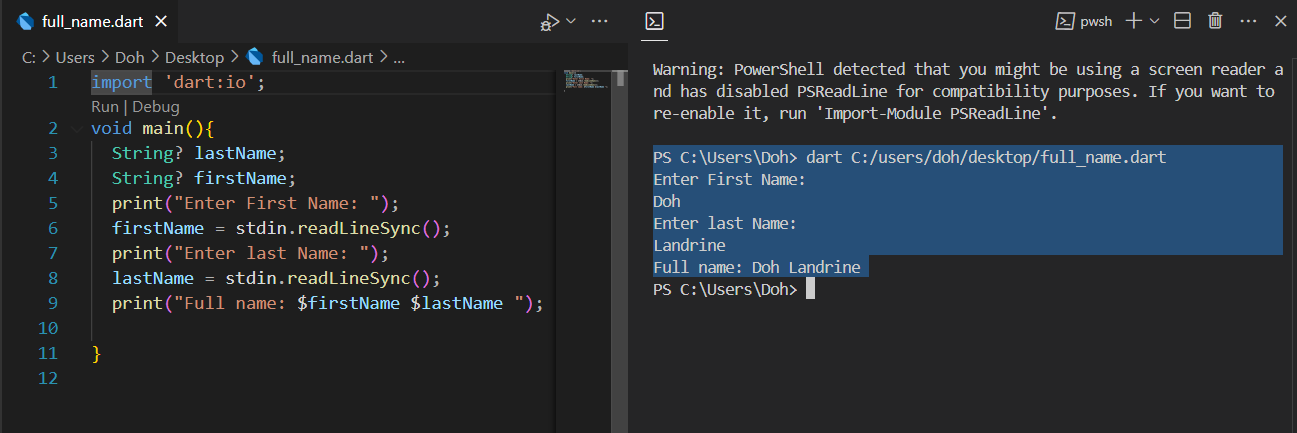 full_name.dart
C: > Users > Doh > Desktop > full_name.dart > ...
1 import 'dart:io';
Run | Debug
2 void main(){
3 String? lastName;
4 String? firstName;
5 print("Enter First Name: ");
6 firstName = stdin.readLineSync();
7 print("Enter last Name: ");
8 lastName = stdin.readLineSync();
9 print("Full name: $firstName $lastName ");
10
11 }
12
pwsh
Warning: PowerShell detected that you might be using a screen reader a
nd has disabled PSReadLine for compatibility purposes. If you want to
re-enable it, run 'Import-Module PSReadLine'.
PS C:\Users\Doh> dart C:/users/doh/desktop/full_name.dart
Enter First Name:
Doh
Enter last Name:
Landrine
Full name: Doh Landrine
PS C:\Users\Doh>